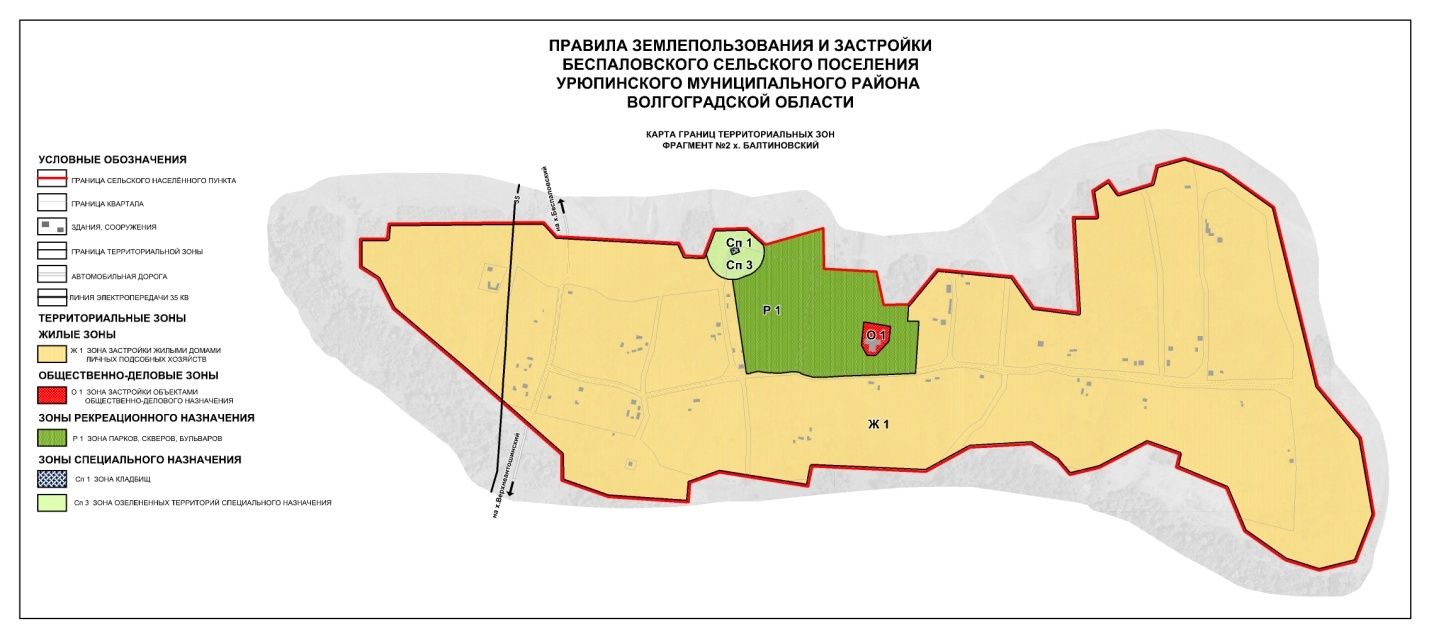 ПРАВИЛА ЗЕМЛЕПОЛЬЗОВАНИЯ И ЗАСТРОЙКИ
БЕСПАЛОВСКОГО СЕЛЬСКОГО ПОСЕЛЕНИЯ
УРЮПИНСКОГО МУНИЦИПАЛЬНОГО РАЙОНА
ВОЛГОГРАДСКОЙ ОБЛАСТИ
КАРТА ГРАНИЦ ТЕРРИТОРИАЛЬНЫХ ЗОН
ФРАГМЕНТ №2 х. БАЛТИНОВСКИЙ
УСЛОВНЫЕ ОБОЗНАЧЕНИЯ
ГРАНИЦА СЕЛЬСКОГО НАСЕЛЁННОГО ПУНКТА
ГРАНИЦА КВАРТАЛА
ЗДАНИЯ, СООРУЖЕНИЯ
ГРАНИЦА ТЕРРИТОРИАЛЬНОЙ ЗОНЫ
АВТОМОБИЛЬНАЯ ДОРОГА
ЛИНИЯ ЭЛЕКТРОПЕРЕДАЧИ 35 КВ
ТЕРРИТОРИАЛЬНЫЕ ЗОНЫ
ЖИЛЫЕ ЗОНЫ
Ж 1 ЗОНА ЗАСТРОЙКИ ЖИЛЫМИ ДОМАМИ
ЛИЧНЫХ ПОДСОБНЫХ ХОЗЯЙСТВ
ОБЩЕСТВЕННО-ДЕЛОВЫЕ ЗОНЫ
О 1 ЗОНА ЗАСТРОЙКИ ОБЪЕКТАМИ
ОБЩЕСТВЕННО-ДЕЛОВОГО НАЗНАЧЕНИЯ
ЗОНЫ РЕКРЕАЦИОННОГО НАЗНАЧЕНИЯ
Р 1 ЗОНА ПАРКОВ, СКВЕРОВ, БУЛЬВАРОВ
ЗОНЫ СПЕЦИАЛЬНОГО НАЗНАЧЕНИЯ
Сп 1 ЗОНА КЛАДБИЩ
Сп 3 ЗОНА ОЗЕЛЕНЕННЫХ ТЕРРИТОРИЙ СПЕЦИАЛЬНОГО НАЗНАЧЕНИЯ
35
на х.Беспаловский
Сп 1
Сп 3
Р 1
О 1
Ж 1
на х.Верхнеантошинский